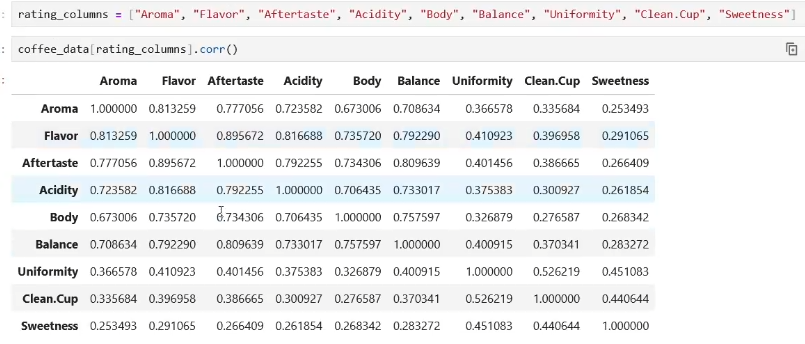 : rating_columns = ["Aroma", "Flavor", "Aftertaste", "Acidity", "Body", "Balance", "Uniformity", "Clean.Cup", "Sweetness"]
: coffee_data[rating_columns].corr()
: Aroma Flavor Aftertaste Acidity Body Balance Uniformity Clean.Cup Sweetness
Aroma 1.000000 0.813259 0.777056 0.723582 0.673006 0.708634 0.366578 0.335684 0.253493
Flavor 0.813259 1.000000 0.895672 0.816688 0.735720 0.792290 0.410923 0.396958 0.291065
Aftertaste 0.777056 0.895672 1.000000 0.792255 0.734306 0.809639 0.401456 0.386665 0.266409
Acidity 0.723582 0.816688 0.792255 1.000000 0.706435 0.733017 0.375383 0.300927 0.261854
Body 0.673006 0.735720 0.734306 0.706435 1.000000 0.757597 0.326879 0.276587 0.268342
Balance 0.708634 0.792290 0.809639 0.733017 0.757597 1.000000 0.400915 0.370341 0.283272
Uniformity 0.366578 0.410923 0.401456 0.375383 0.326879 0.400915 1.000000 0.526219 0.451083
Clean.Cup 0.335684 0.396958 0.386665 0.300927 0.276587 0.370341 0.526219 1.000000 0.440644
Sweetness 0.253493 0.291065 0.266409 0.261854 0.268342 0.283272 0.451083 0.440644 1.000000